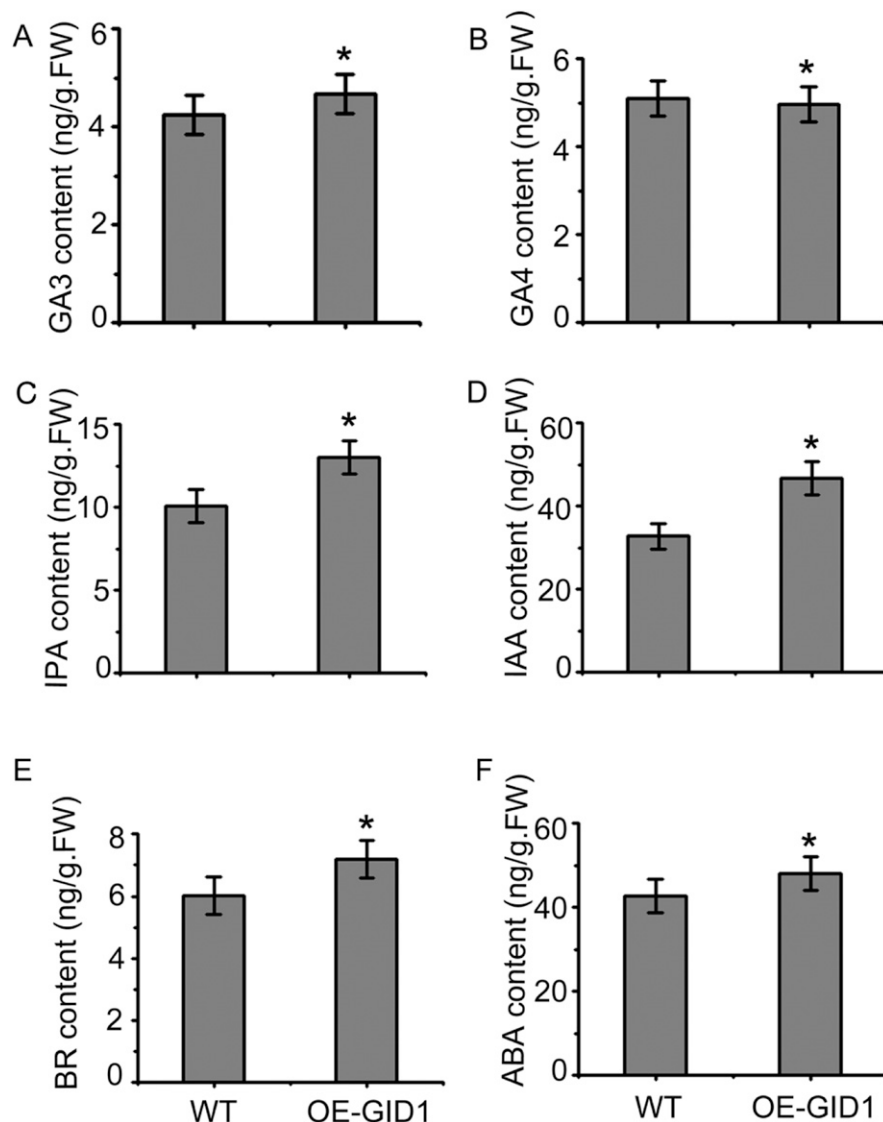 A
GA3 content (ng/g.FW)
6
4
2
0
*
B
GA4 content (ng/g.FW)
6
4
2
0
*
C
IPA content (ng/g.FW)
15
10
5
0
*
D
IAA content (ng/g.FW)
60
40
20
0
*
E
BR content (ng/g.FW)
8
6
4
2
0
*
WT
OE-GID1
F
ABA content (ng/g.FW)
60
40
20
0
*
WT
OE-GID1